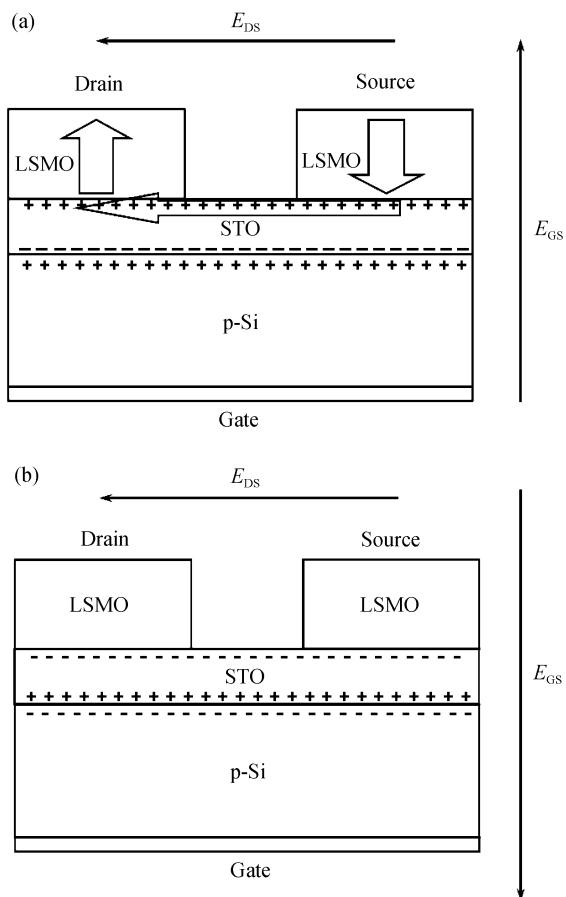 (a)
E_DS
Drain
Source
LSMO
LSMO
+ + + + + + + + + + + + + + + + + + + + + +
STO
E_GS
+ + + + + + + + + + + + + + + + + + + + + +
p-Si
Gate
(b)
E_DS
Drain
Source
LSMO
LSMO
STO
+ + + + + + + + + + + + + + + + + + + + + +
E_GS
p-Si
Gate